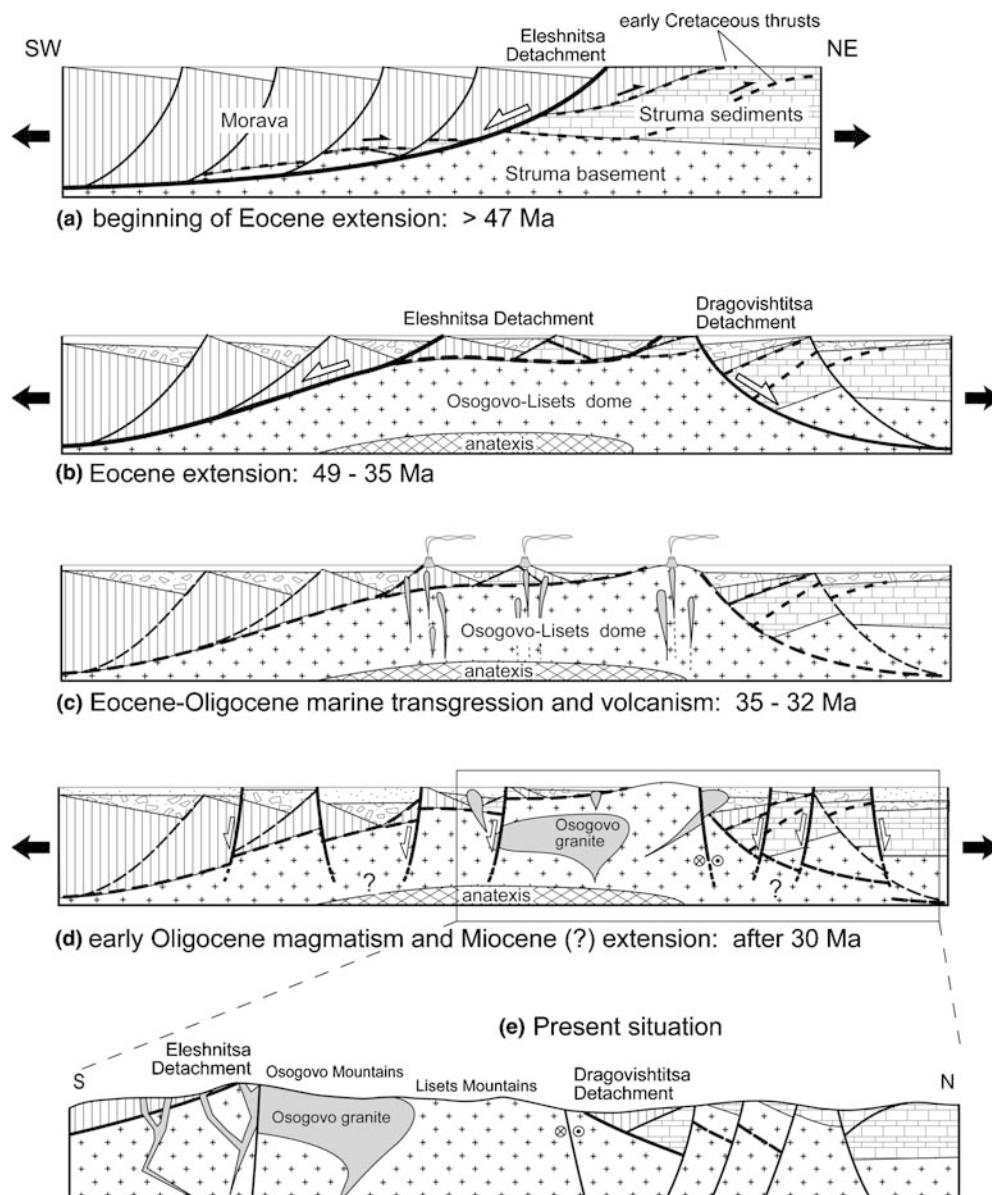 early Cretaceous thrusts
SW
Eleshnitsa
Detachment
NE
Morava
Struma sediments
Struma basement
(a) beginning of Eocene extension: > 47 Ma
Eleshnitsa Detachment
Dragovishtitsa
Detachment
Osogovo-Lisets dome
anatexis
(b) Eocene extension: 49 - 35 Ma
Osogovo-Lisets dome
anatexis
(c) Eocene-Oligocene marine transgression and volcanism: 35 - 32 Ma
Osogovo
granite
?
?
anatexis
(d) early Oligocene magmatism and Miocene (?) extension: after 30 Ma
(e) Present situation
S
Eleshnitsa
Detachment
Osogovo Mountains
Lisets Mountains
Dragovishtitsa
Detachment
N
Osogovo granite